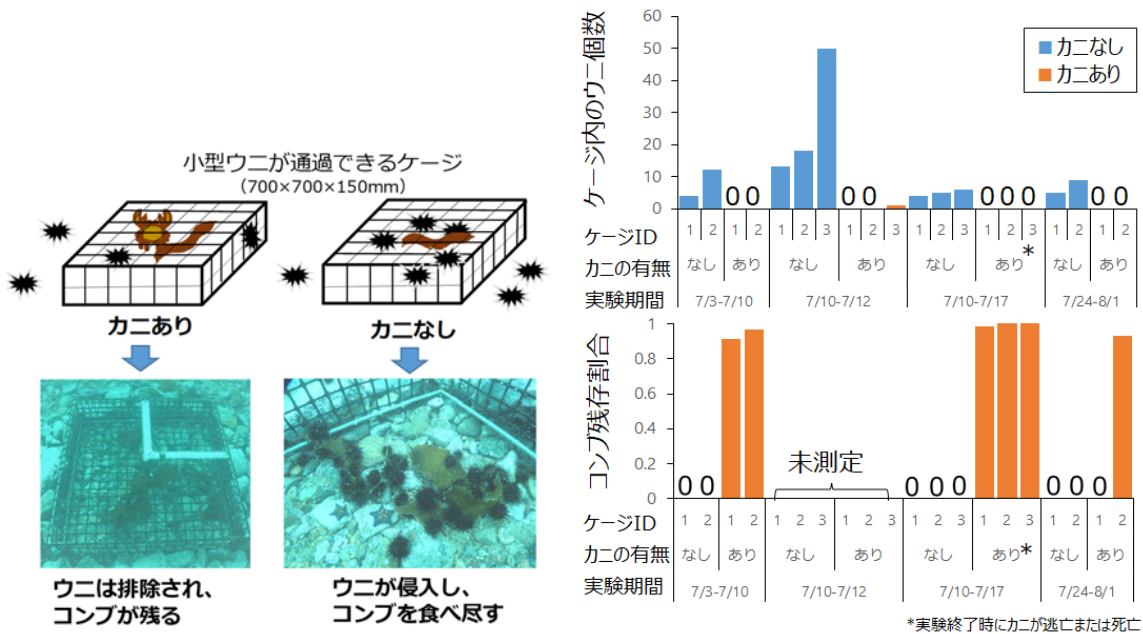 小型ウニが通過できるケージ
（700×700×150mm）
カニあり
カニなし
ウニは排除され、
コンブが残る
ウニが侵入し、
コンブを食べ尽す
ケージ内のウニ個数
60
50
40
30
20
10
0
カニなし
カニあり
0 0 0 0 0 0 0 0 0
ケージID 1 2 1 2 1 2 3 1 2 3 1 2 3 1 2 3 1 2 1 2
カニの有無 なし あり なし あり なし あり* なし あり
実験期間 7/3-7/10 7/10-7/12 7/10-7/17 7/24-8/1
コンブ残存割合
1
0.8
0.6
0.4
0.2
0
未測定
0 0 0 0 0 0 0 0
ケージID 1 2 1 2 1 2 3 1 2 3 1 2 3 1 2 3 1 2 1 2
カニの有無 なし あり なし あり なし あり* なし あり
実験期間 7/3-7/10 7/10-7/12 7/10-7/17 7/24-8/1
*実験終了時にカニが逃亡または死亡